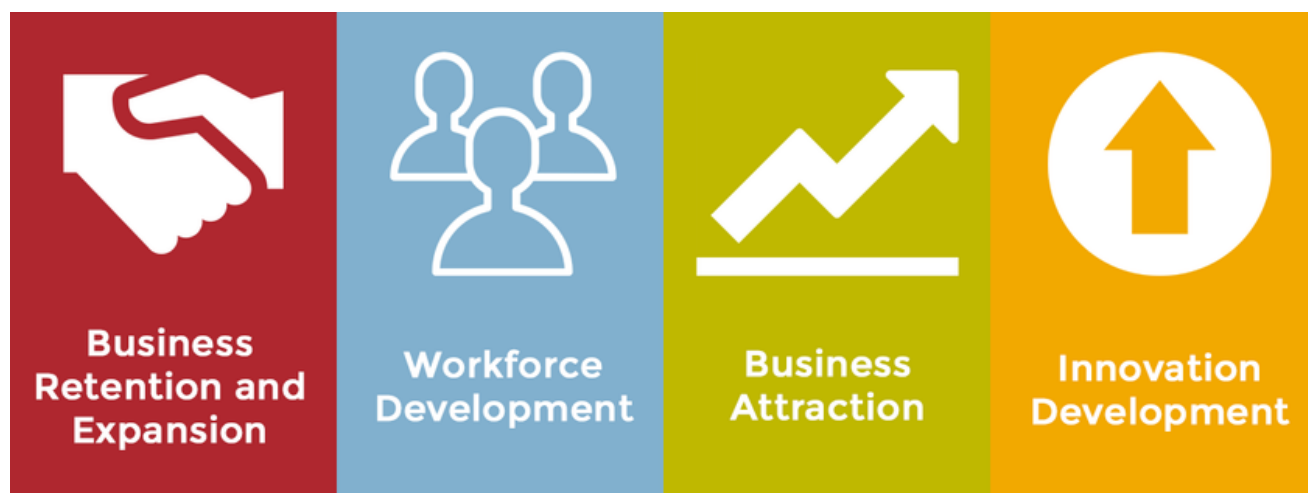 Business
Retention and
Expansion
Workforce
Development
Business
Attraction
Innovation
Development